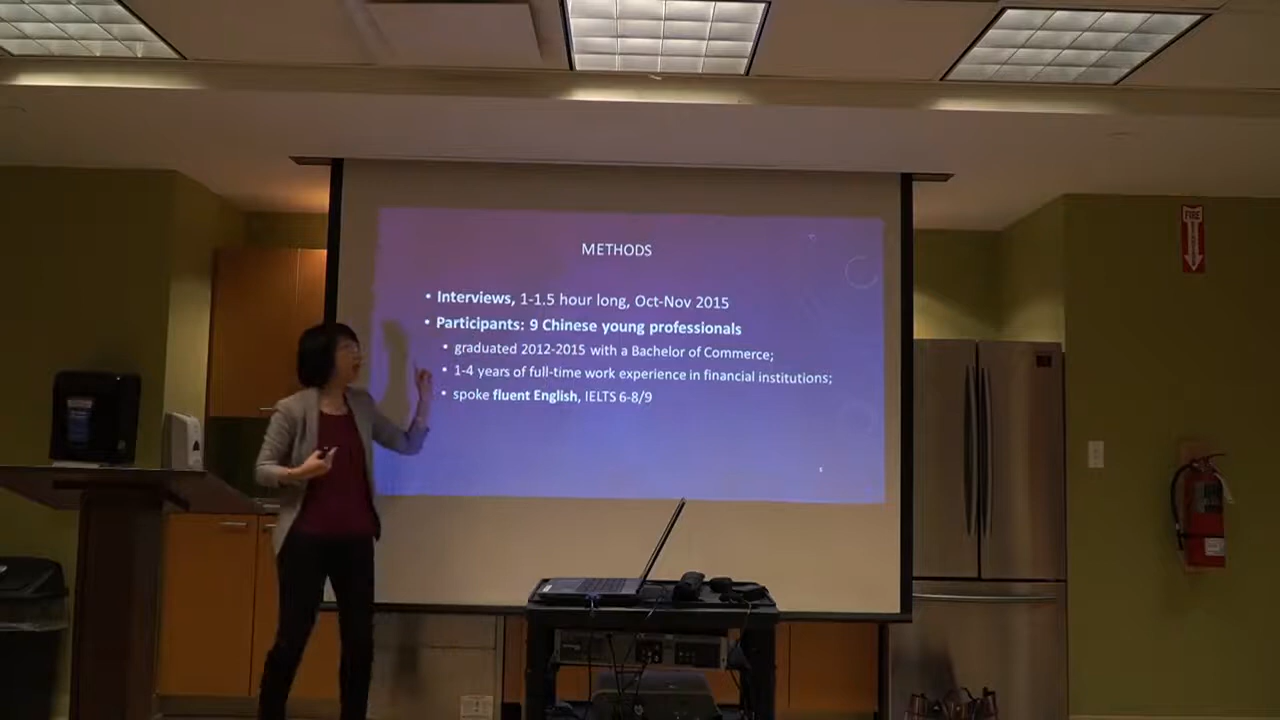 METHODS
• Interviews, 1-1.5 hour long, Oct-Nov 2015
• Participants: 9 Chinese young professionals
• graduated 2012-2015 with a Bachelor of Commerce;
• 1-4 years of full-time work experience in financial institutions;
• spoke fluent English, IELTS 6-8/9
FIRE